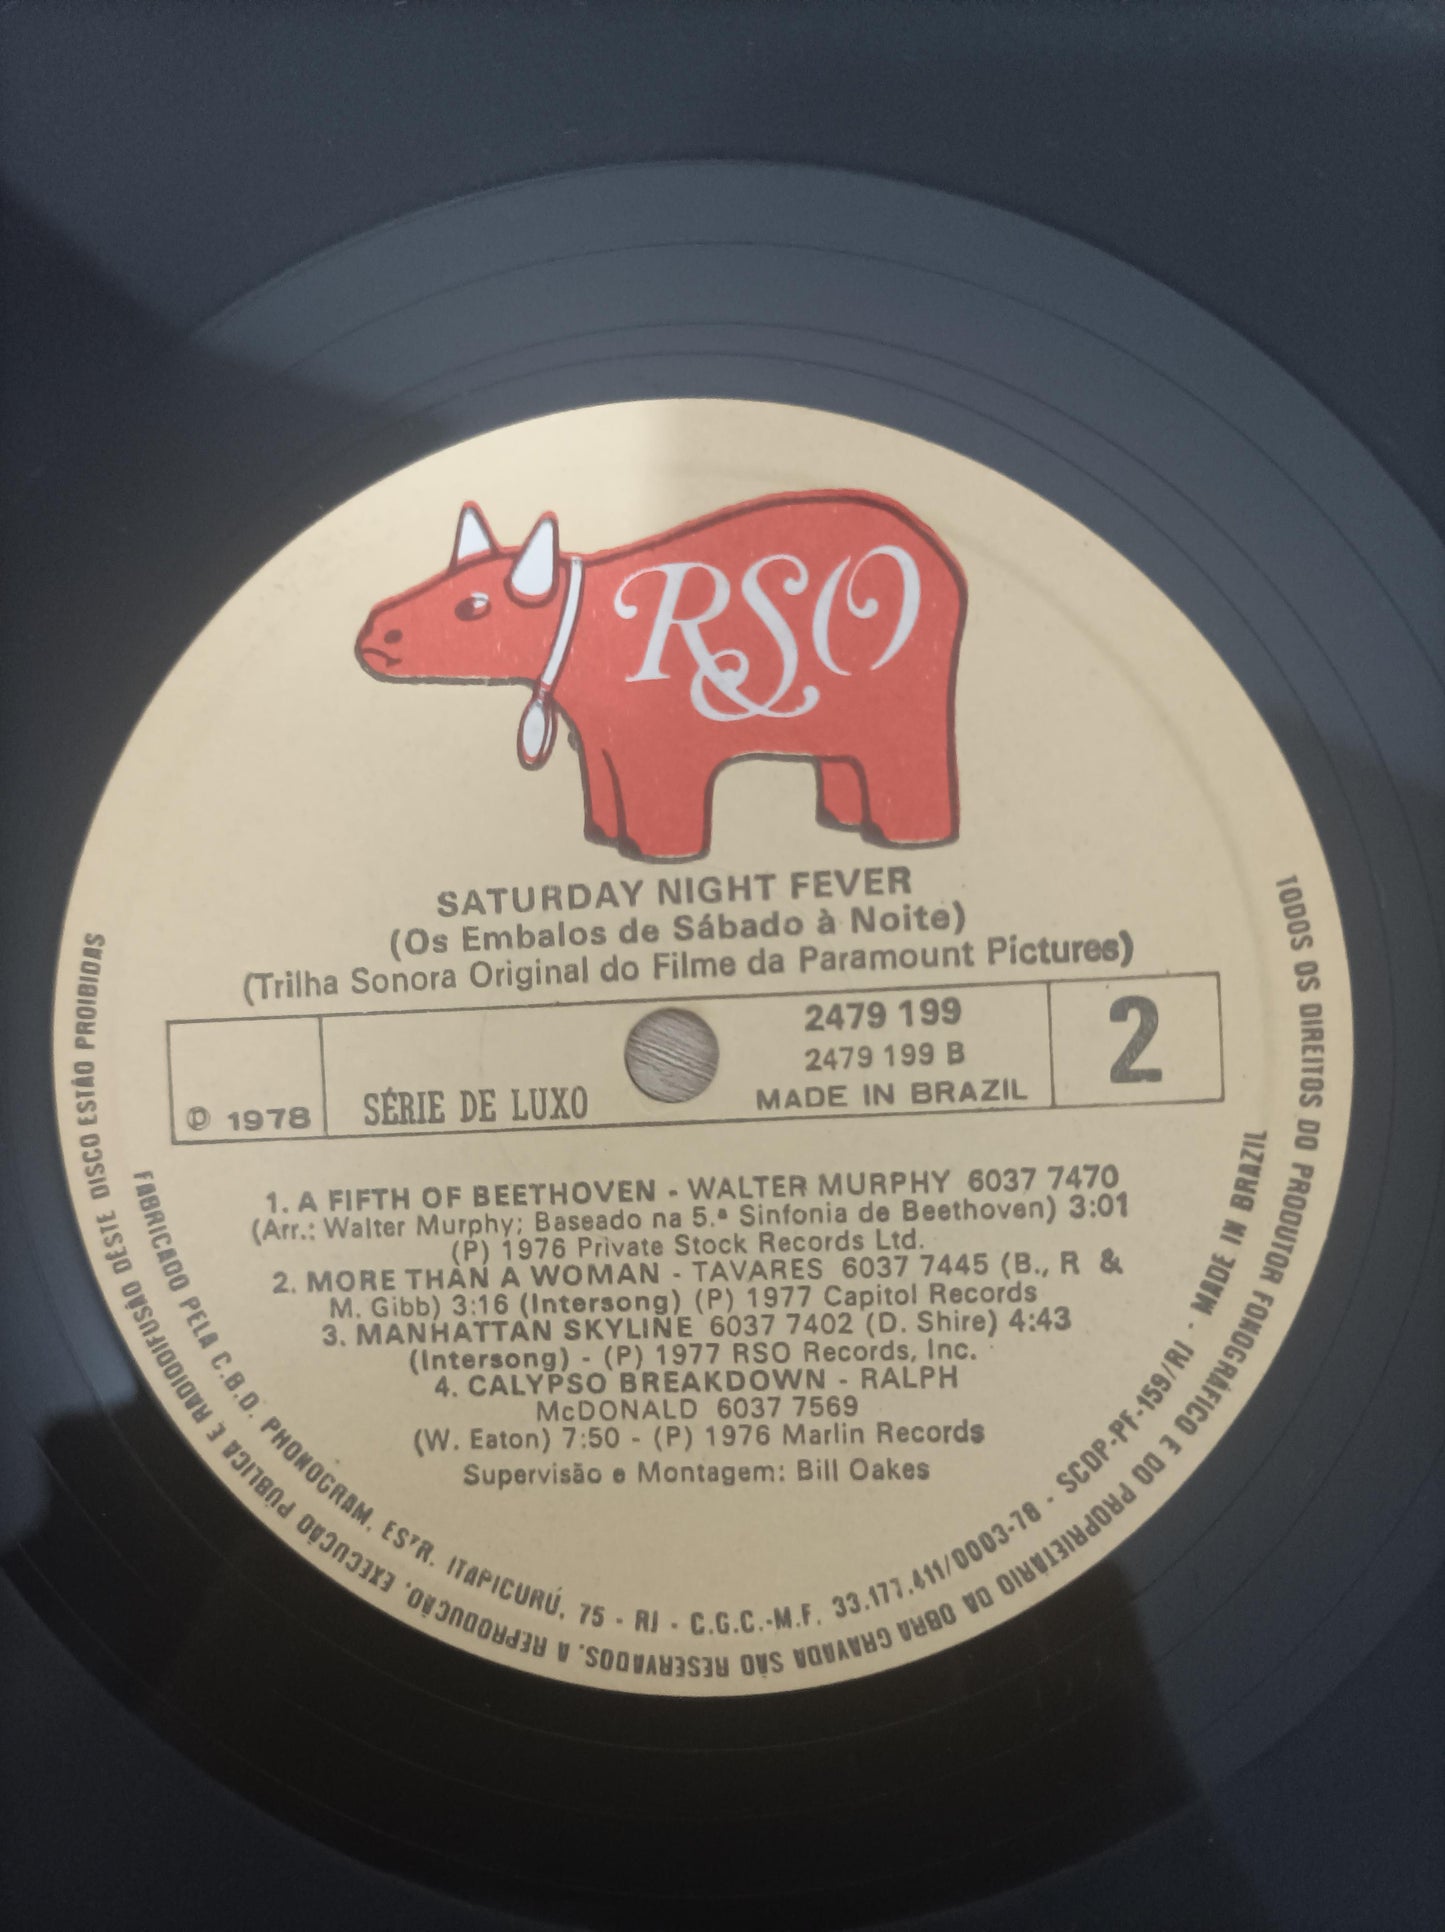 RSO
SATURDAY NIGHT FEVER
(Os Embalos de Sábado à Noite)
(Trilha Sonora Original do Filme da Paramount Pictures)
℗ 1978
SÉRIE DE LUXO
2479 199
2479 199 B
MADE IN BRAZIL
2
1. A FIFTH OF BEETHOVEN - WALTER MURPHY 6037 7470
(Arr.: Walter Murphy; Baseado na 5.ª Sinfonia de Beethoven) 3:01
(P) 1976 Private Stock Records Ltd.
2. MORE THAN A WOMAN - TAVARES 6037 7445 (B., R &
M. Gibb) 3:16 (Intersong) (P) 1977 Capitol Records
3. MANHATTAN SKYLINE 6037 7402 (D. Shire) 4:43
(Intersong) - (P) 1977 RSO Records, Inc.
4. CALYPSO BREAKDOWN - RALPH
McDONALD 6037 7569
(W. Eaton) 7:50 - (P) 1976 Marlin Records
Supervisão e Montagem: Bill Oakes
FABRICADO PELA C.B.D. PHONOGRAM, ESTR. ITAPICURÚ, 75 - RJ - C.G.C.-M.F. 33.177.411/0003-78 - SCDP-PF-159/RJ - MADE IN BRAZIL
TODOS OS DIREITOS DO PRODUTOR FONOGRÁFICO E DO PROPRIETÁRIO DA OBRA GRAVADA SÃO RESERVADOS. A REPRODUÇÃO, EXECUÇÃO PÚBLICA E RADIODIFUSÃO DESTE DISCO ESTÃO PROIBIDAS